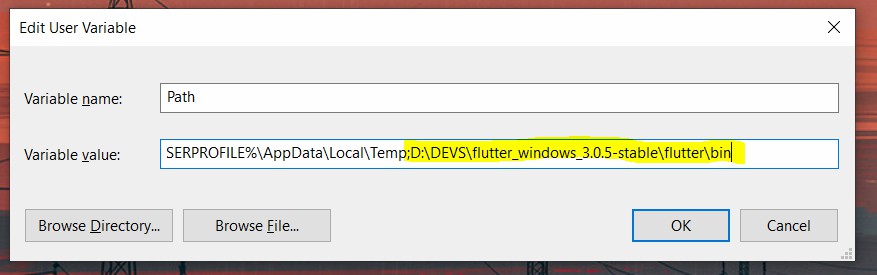 Edit User Variable
Variable name:
Path
Variable value:
SERPROFILE%\AppData\Local\Temp;D:\DEVS\flutter_windows_3.0.5-stable\flutter\bin
Browse Directory...
Browse File...
OK
Cancel